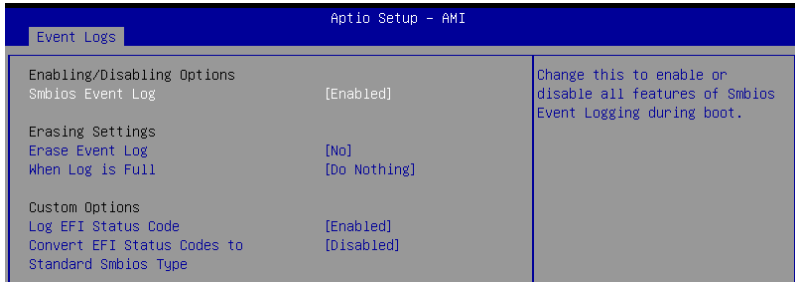 Aptio Setup – AMI
Event Logs
Enabling/Disabling Options
Smbios Event Log [Enabled]
Erasing Settings
Erase Event Log [No]
When Log is Full [Do Nothing]
Custom Options
Log EFI Status Code [Enabled]
Convert EFI Status Codes to [Disabled]
Standard Smbios Type
Change this to enable or
disable all features of Smbios
Event Logging during boot.